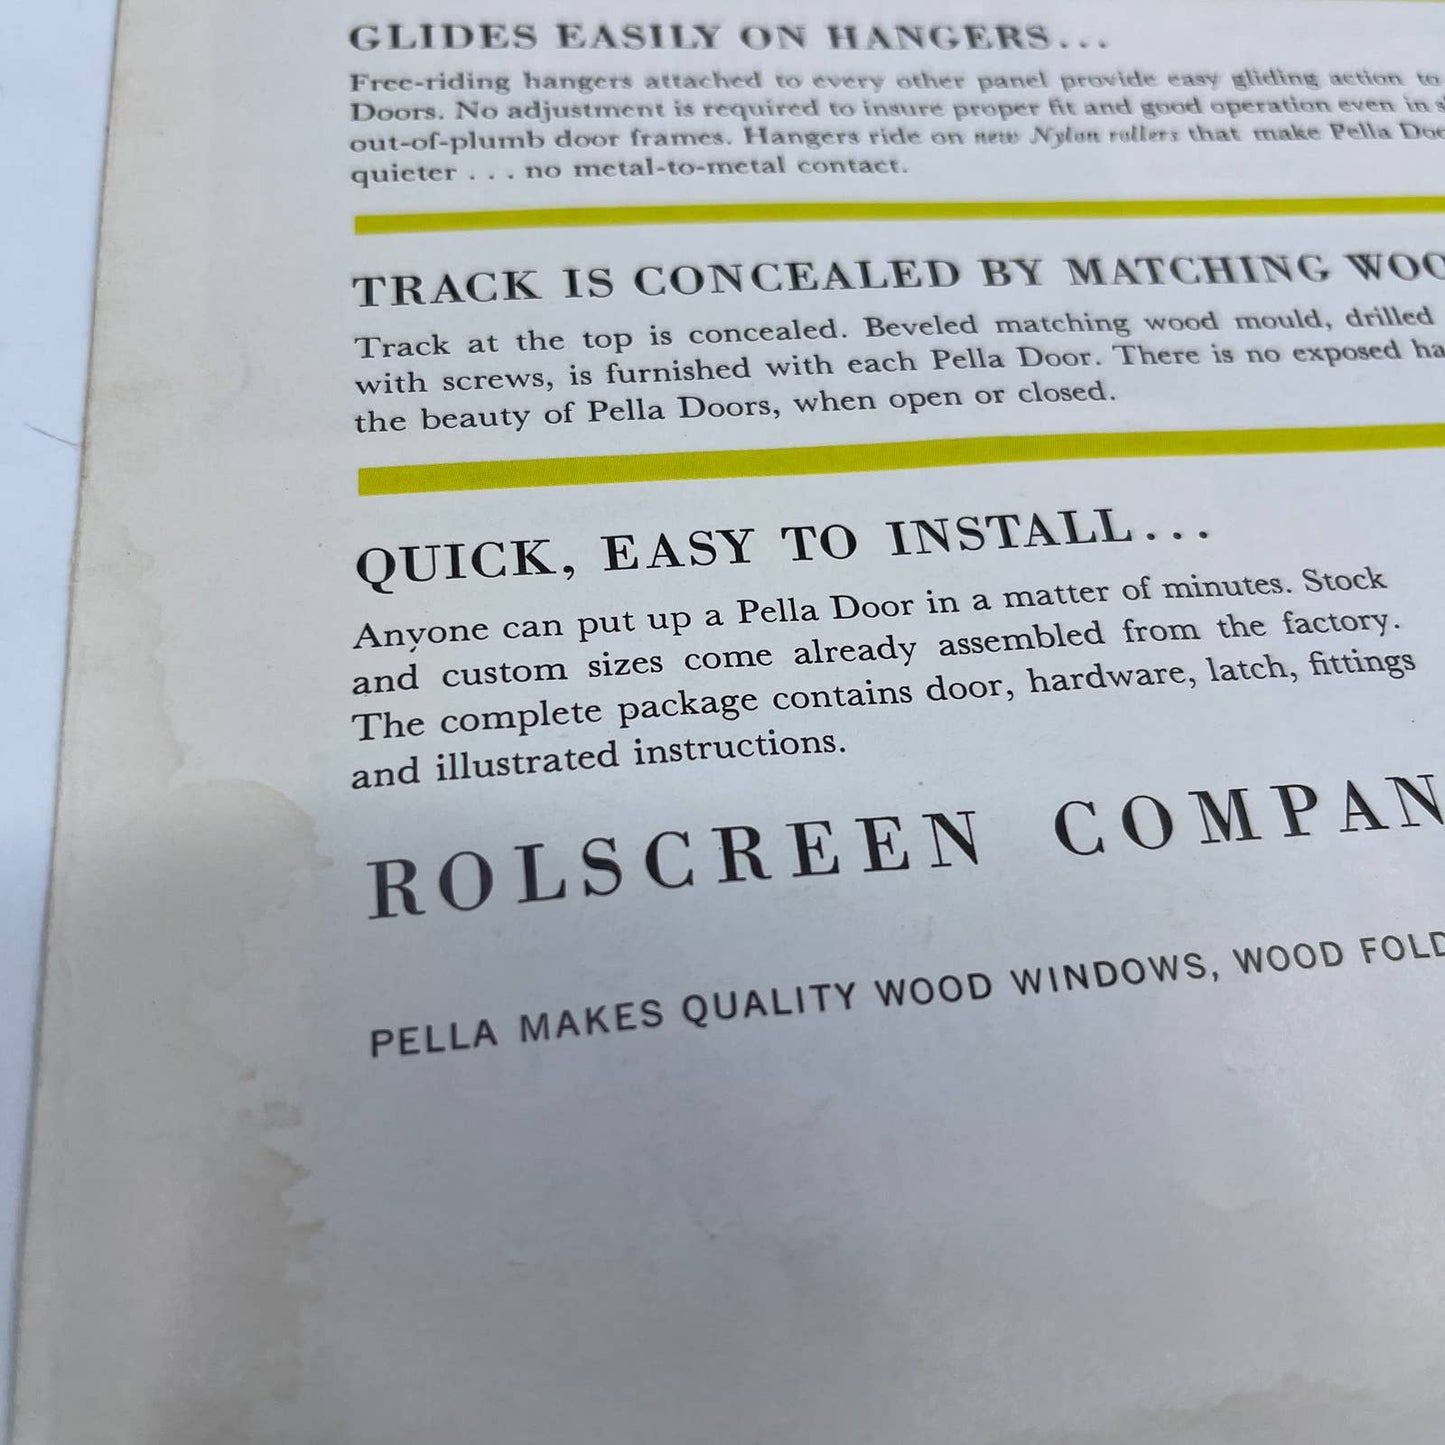 GLIDES EASILY ON HANGERS...
Free-riding hangers attached to every other panel provide easy gliding action to
Doors. No adjustment is required to insure proper fit and good operation even in s
out-of-plumb door frames. Hangers ride on new Nylon rollers that make Pella Doo
quieter . . . no metal-to-metal contact.
TRACK IS CONCEALED BY MATCHING WOO
Track at the top is concealed. Beveled matching wood mould, drilled
with screws, is furnished with each Pella Door. There is no exposed ha
the beauty of Pella Doors, when open or closed.
QUICK, EASY TO INSTALL...
Anyone can put up a Pella Door in a matter of minutes. Stock
and custom sizes come already assembled from the factory.
The complete package contains door, hardware, latch, fittings
and illustrated instructions.
ROLSCREEN COMPAN
PELLA MAKES QUALITY WOOD WINDOWS, WOOD FOLD